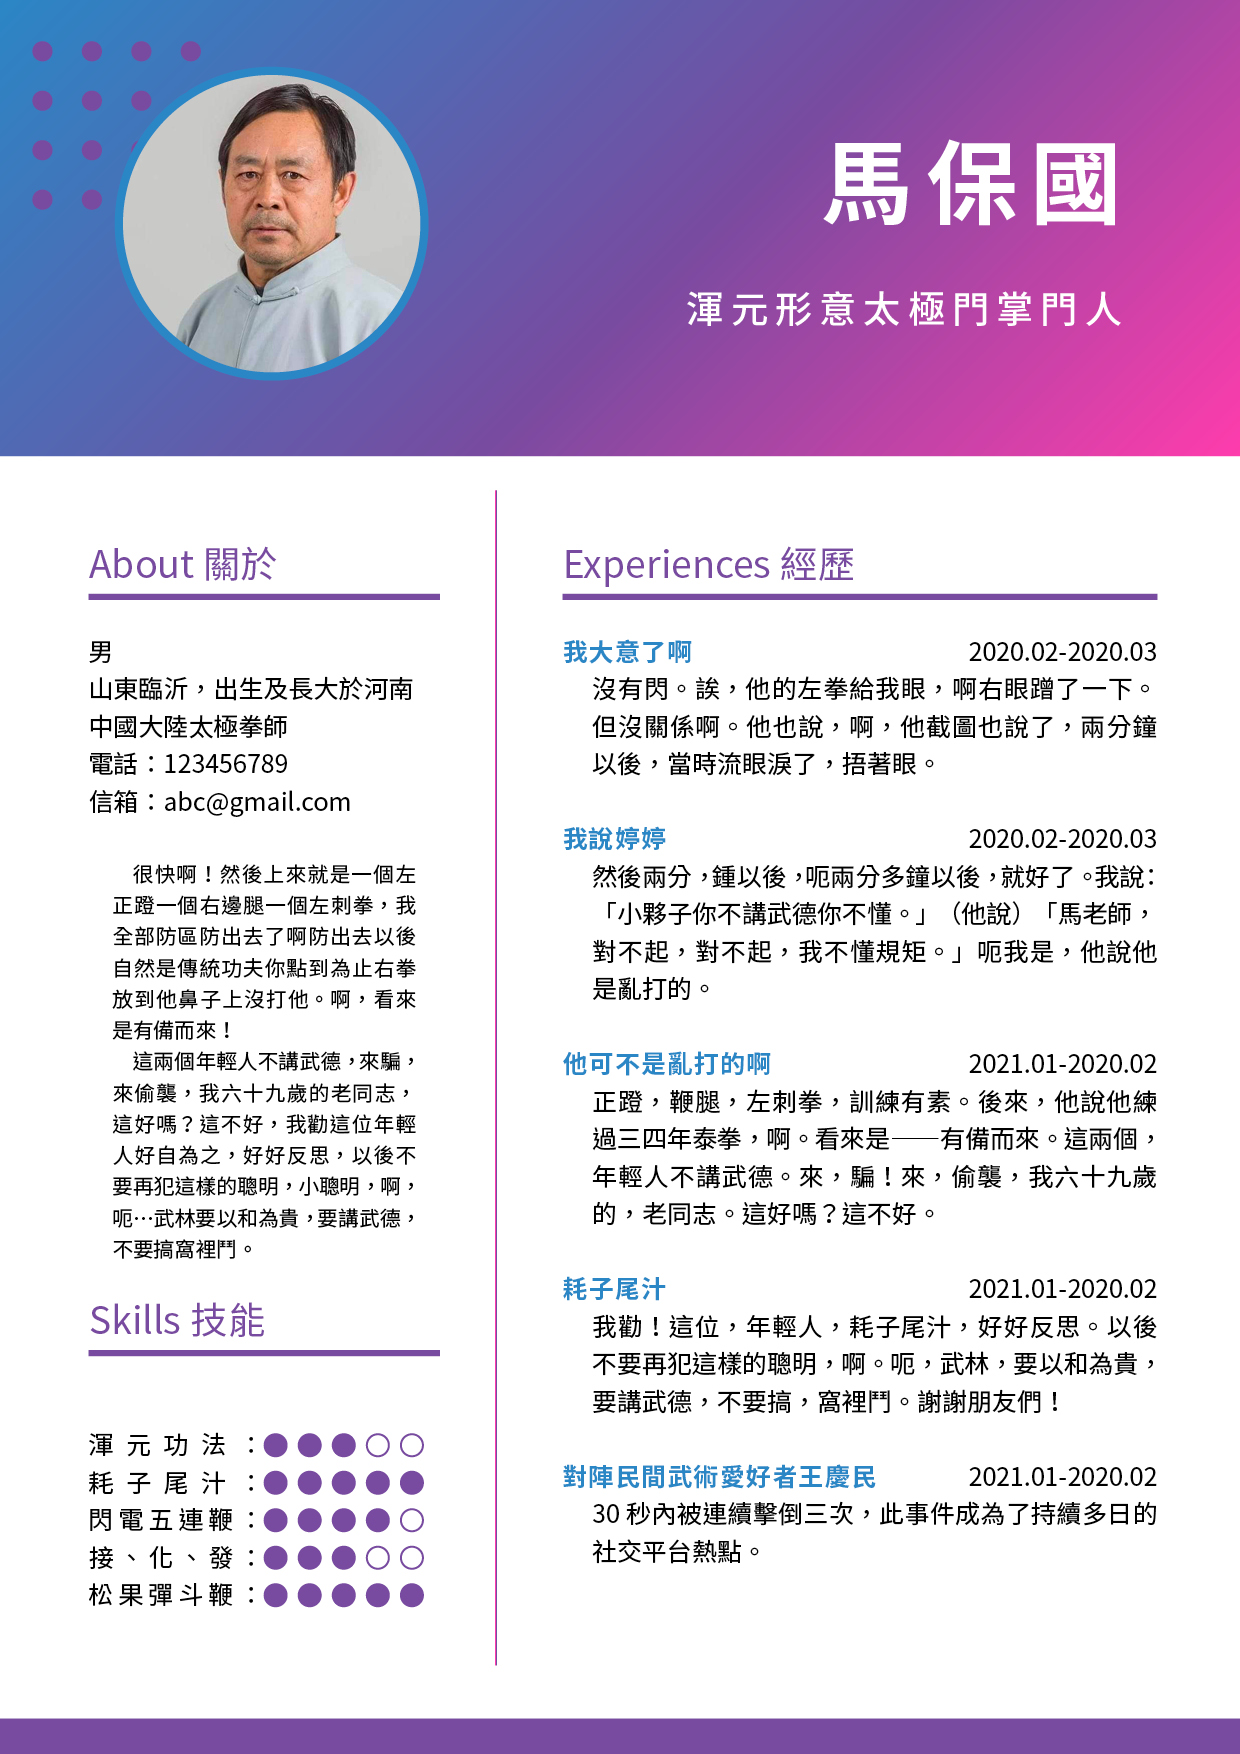 馬保國
渾元形意太極門掌門人
About 關於
男
山東臨沂，出生及長大於河南
中國大陸太極拳師
電話：123456789
信箱：abc@gmail.com
很快啊！然後上來就是一個左
正蹬一個右邊腿一個左刺拳，我
全部防區防出去了啊防出去以後
自然是傳統功夫你點到為止右拳
放到他鼻子上沒打他。啊，看來
是有備而來！
這兩個年輕人不講武德，來騙，
來偷襲，我六十九歲的老同志，
這好嗎？這不好，我勸這位年輕
人好自為之，好好反思，以後不
要再犯這樣的聰明，小聰明，啊，
呃…武林要以和為貴，要講武德，
不要搞窩裡鬥。
Skills 技能
渾元功法：
耗子尾汁：
閃電五連鞭：
接、化、發：
松果彈斗鞭：
Experiences 經歷
我大意了啊 2020.02-2020.03
沒有閃。誒，他的左拳給我眼，啊右眼蹭了一下。
但沒關係啊。他也說，啊，他截圖也說了，兩分鐘
以後，當時流眼淚了，捂著眼。
我說婷婷 2020.02-2020.03
然後兩分，鍾以後，呃兩分多鐘以後，就好了。我說：
「小夥子你不講武德你不懂。」（他說）「馬老師，
對不起，對不起，我不懂規矩。」呃我是，他說他
是亂打的。
他可不是亂打的啊 2021.01-2020.02
正蹬，鞭腿，左刺拳，訓練有素。後來，他說他練
過三四年泰拳，啊。看來是——有備而來。這兩個，
年輕人不講武德。來，騙！來，偷襲，我六十九歲
的，老同志。這好嗎？這不好。
耗子尾汁 2021.01-2020.02
我勸！這位，年輕人，耗子尾汁，好好反思。以後
不要再犯這樣的聰明，啊。呃，武林，要以和為貴，
要講武德，不要搞，窩裡鬥。謝謝朋友們！
對陣民間武術愛好者王慶民 2021.01-2020.02
30 秒內被連續擊倒三次，此事件成為了持續多日的
社交平台熱點。